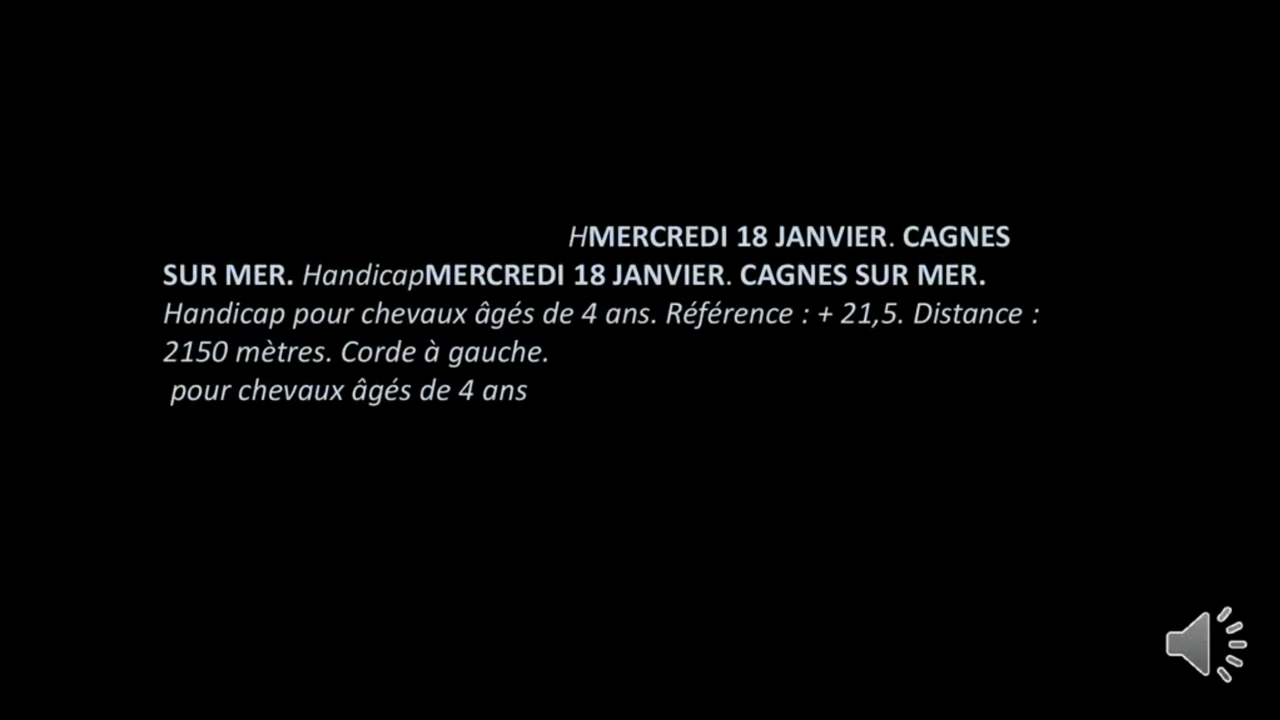 HMERCREDI 18 JANVIER. CAGNES
SUR MER. HandicapMERCREDI 18 JANVIER. CAGNES SUR MER.
Handicap pour chevaux âgés de 4 ans. Référence : + 21,5. Distance :
2150 mètres. Corde à gauche.
pour chevaux âgés de 4 ans